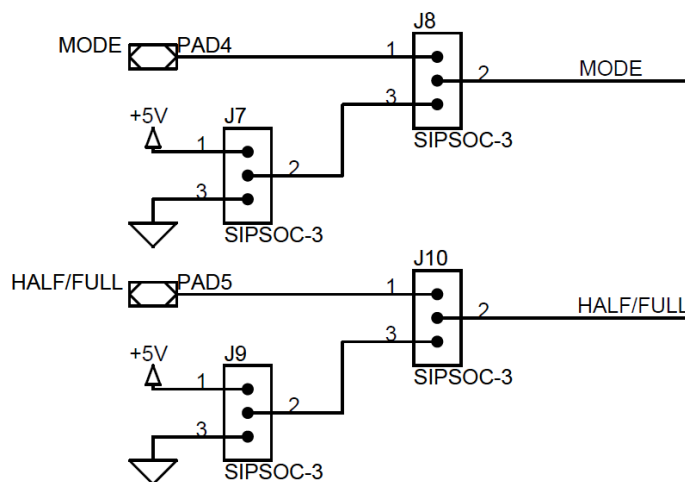 J8
MODE PAD4 1
2 MODE
+5V J7 3
1 SIPSOC-3
2
3
SIPSOC-3
J10
HALF/FULL PAD5 1
2 HALF/FULL
+5V J9 3
1 SIPSOC-3
2
3
SIPSOC-3